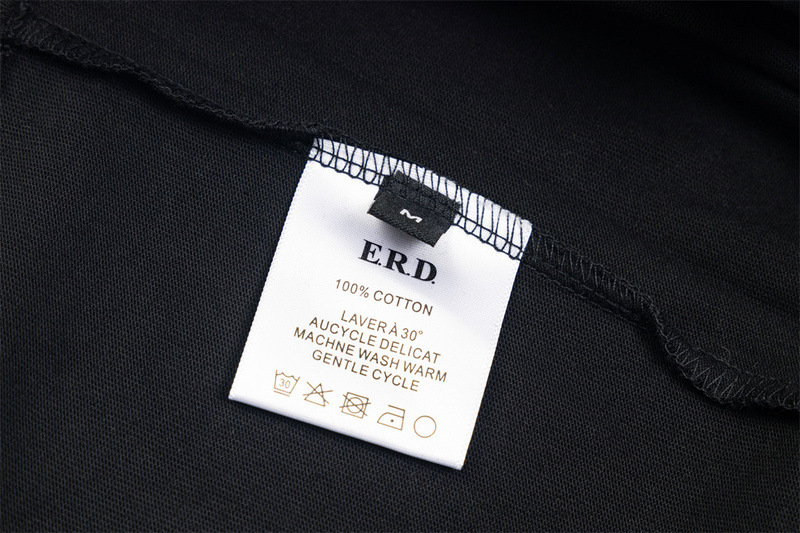 M
E.R.D.
100% COTTON
LAVER À 30°
AUCYCLE DELICAT
MACHNE WASH WARM
GENTLE CYCLE
30